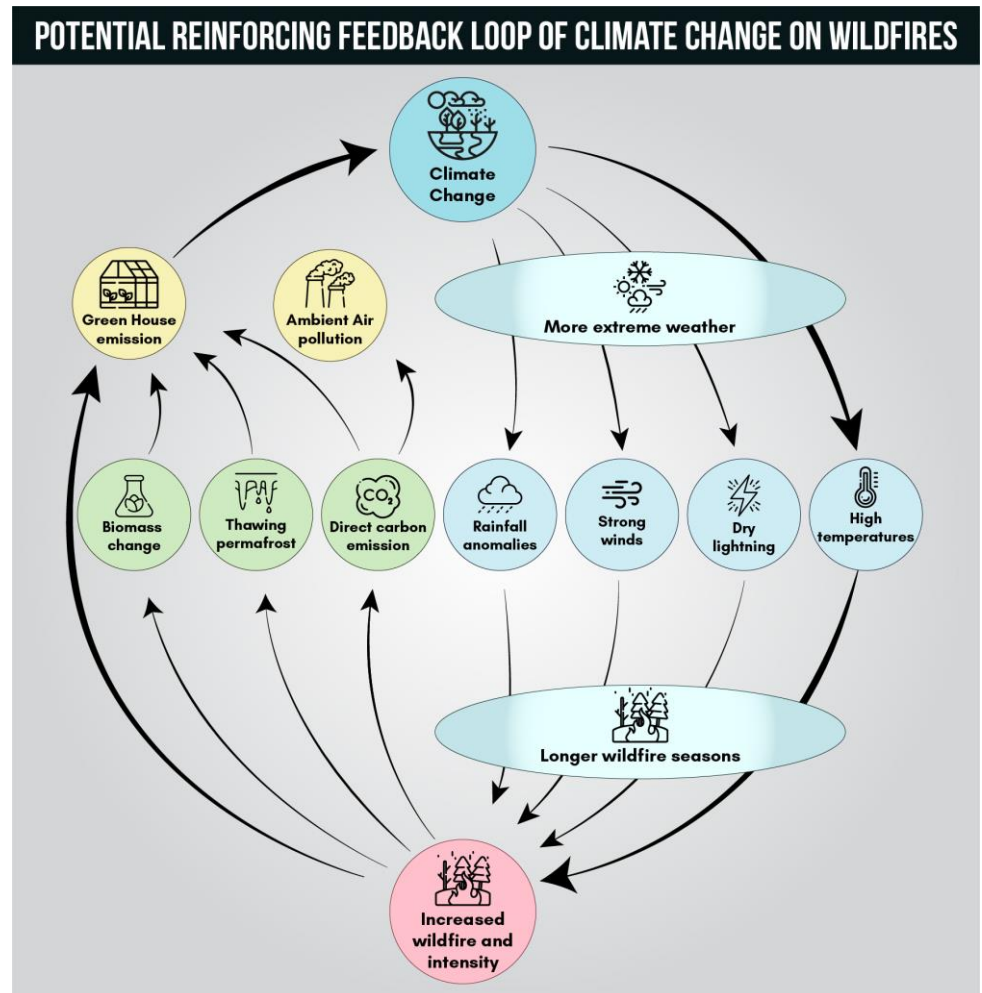 POTENTIAL REINFORCING FEEDBACK LOOP OF CLIMATE CHANGE ON WILDFIRES
Climate
Change
Green House
emission
Ambient Air
pollution
More extreme weather
Biomass
change
Thawing
permafrost
CO2
Direct carbon
emission
Rainfall
anomalies
Strong
winds
Dry
lightning
High
temperatures
Longer wildfire seasons
Increased
wildfire and
intensity